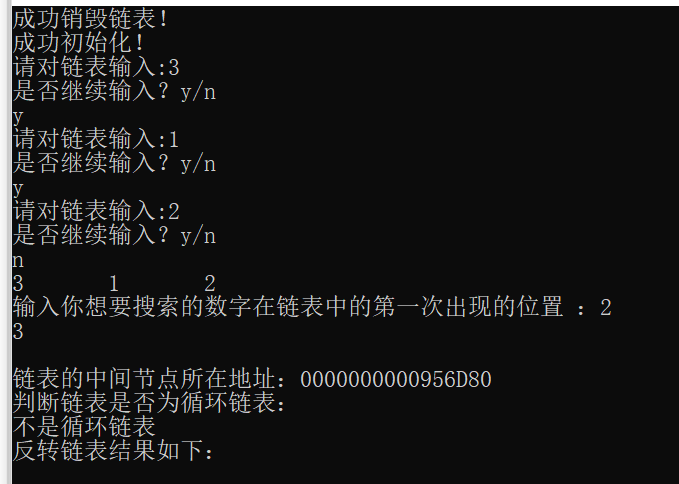 成功销毁链表!
成功初始化!
请对链表输入:3
是否继续输入? y/n
y
请对链表输入:1
是否继续输入? y/n
y
请对链表输入:2
是否继续输入? y/n
n
3 1 2
输入你想要搜索的数字在链表中的第一次出现的位置 : 2
3
链表的中间节点所在地址: 0000000000956D80
判断链表是否为循环链表:
不是循环链表
反转链表结果如下: